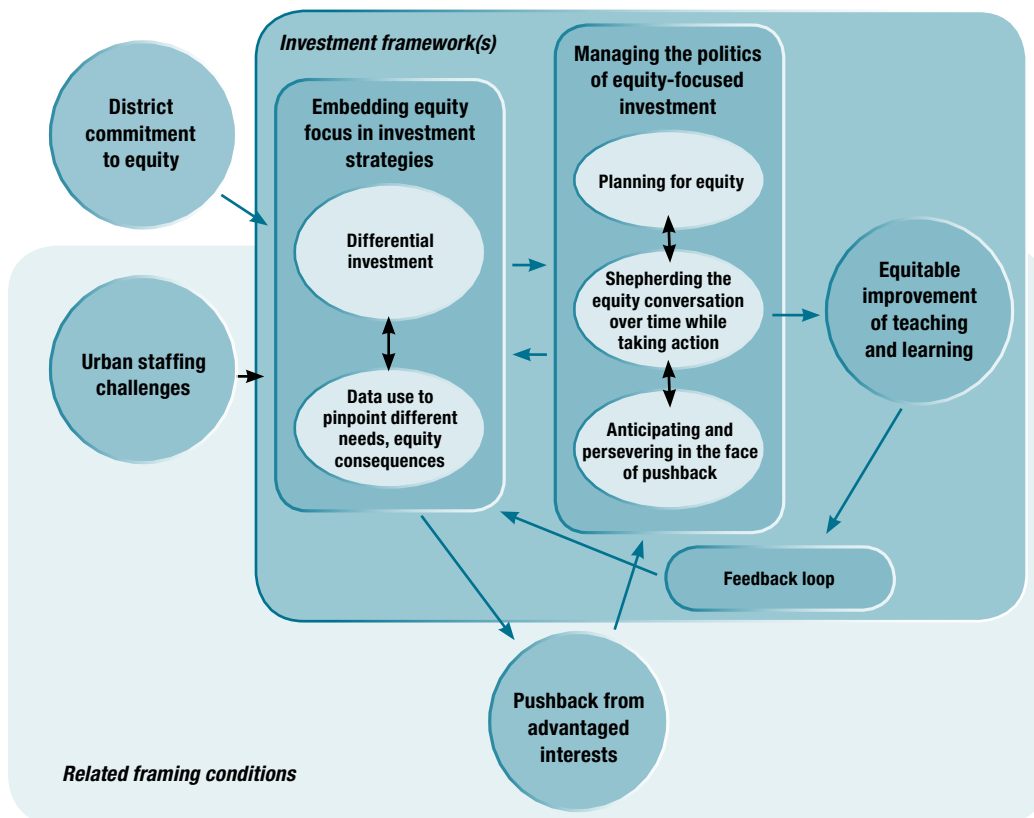 Investment framework(s)
District
commitment
to equity
Embedding equity
focus in investment
strategies
Differential
investment
Data use to
pinpoint different
needs, equity
consequences
Managing the politics
of equity-focused
investment
Planning for equity
Shepherding the
equity conversation
over time while
taking action
Anticipating and
persevering in the face
of pushback
Urban staffing
challenges
Equitable
improvement
of teaching
and learning
Feedback loop
Pushback from
advantaged
interests
Related framing conditions